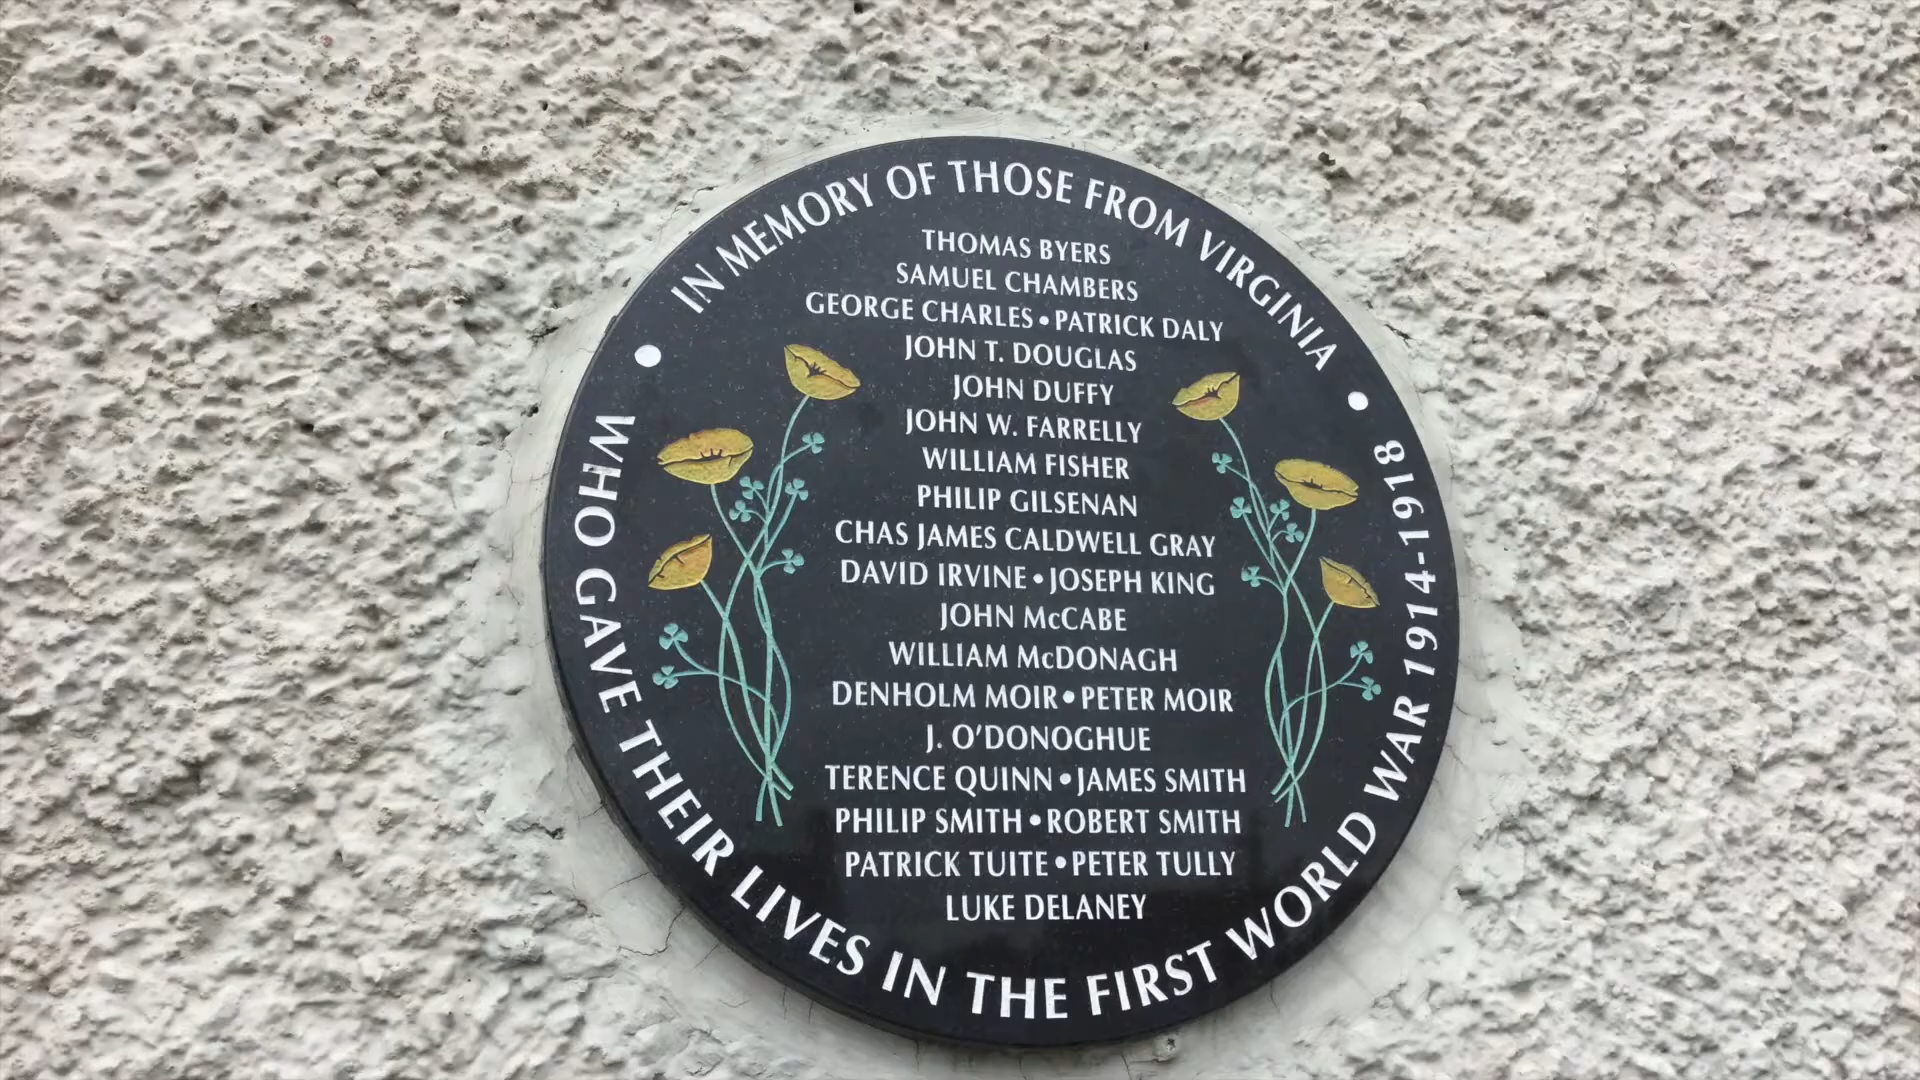 IN MEMORY OF THOSE FROM VIRGINIA
THOMAS BYERS
SAMUEL CHAMBERS
GEORGE CHARLES • PATRICK DALY
JOHN T. DOUGLAS
JOHN DUFFY
JOHN W. FARRELLY
WILLIAM FISHER
PHILIP GILSENAN
CHAS JAMES CALDWELL GRAY
DAVID IRVINE • JOSEPH KING
JOHN McCABE
WILLIAM McDONAGH
DENHOLM MOIR • PETER MOIR
J. O'DONOGHUE
TERENCE QUINN • JAMES SMITH
PHILIP SMITH • ROBERT SMITH
PATRICK TUITE • PETER TULLY
LUKE DELANEY
WHO GAVE THEIR LIVES IN THE FIRST WORLD WAR 1914-1918